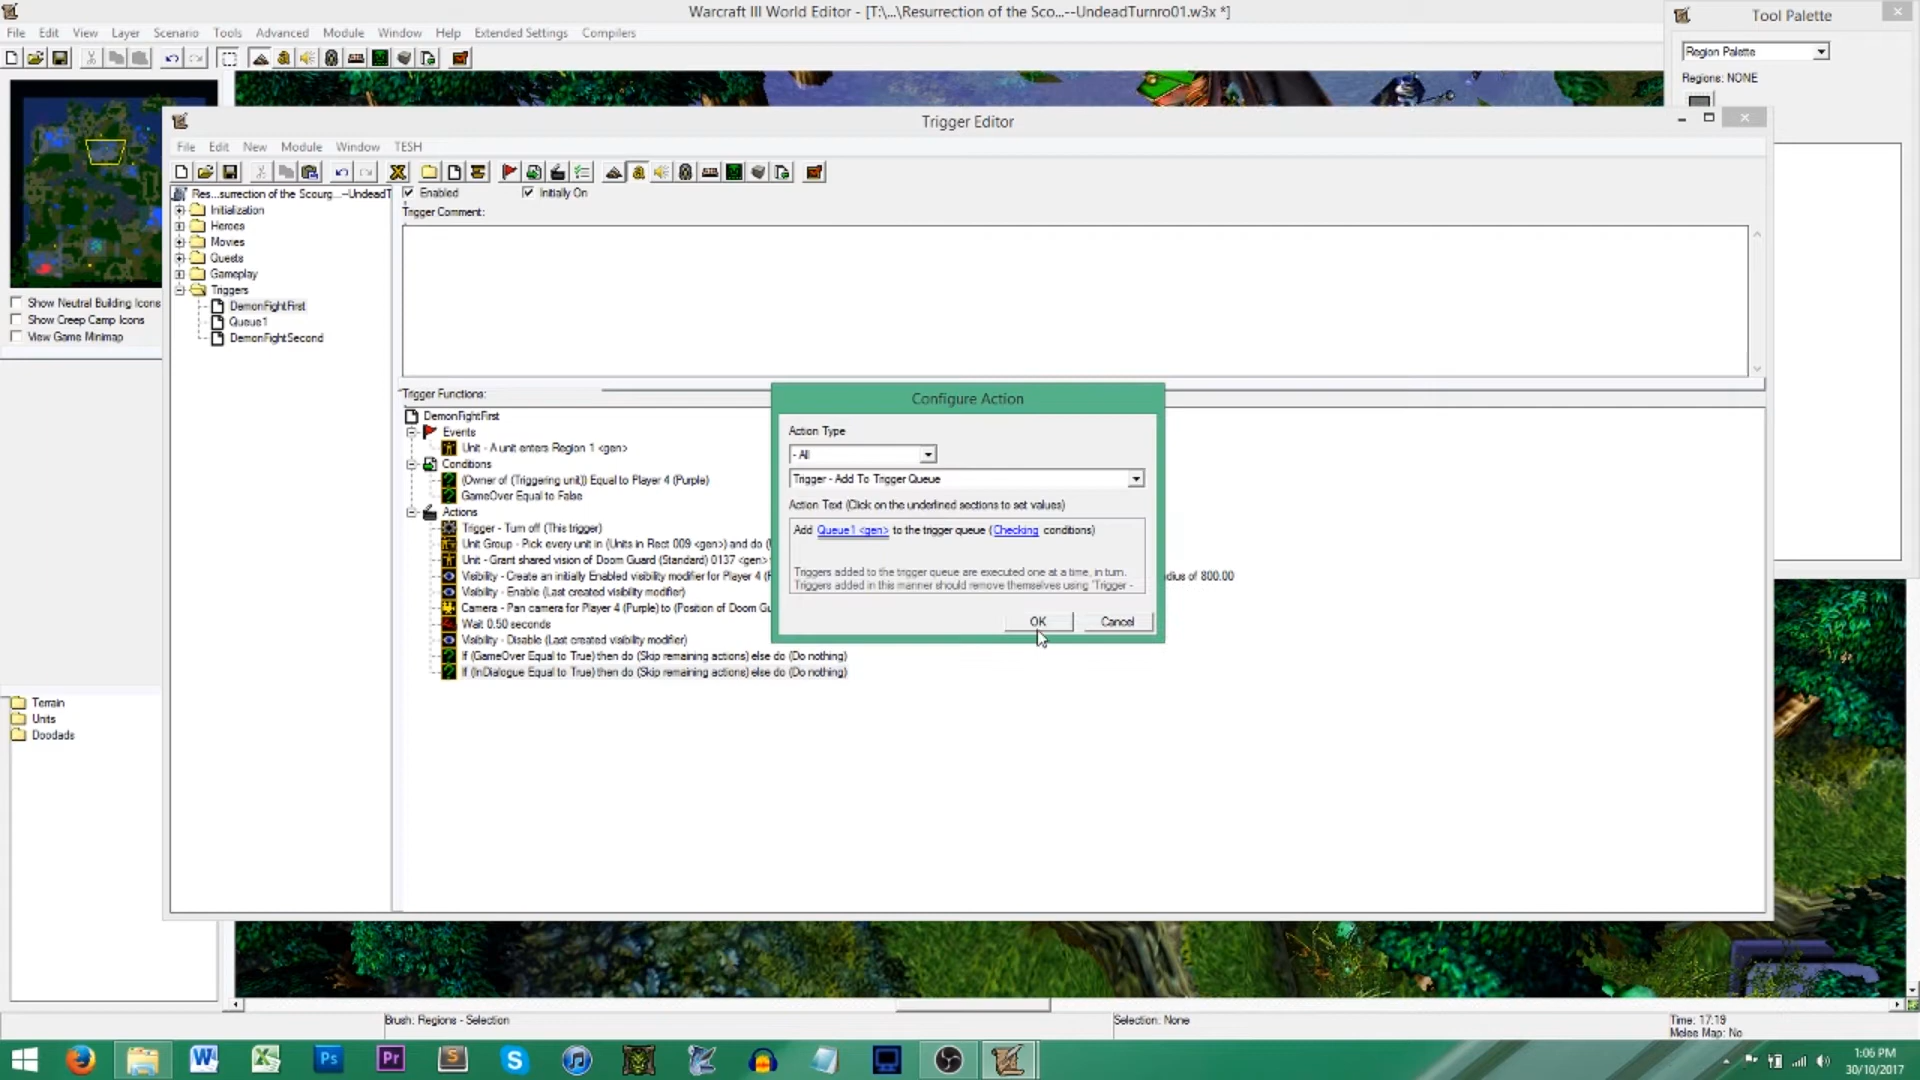 Warcraft III World Editor - [T:\...\Resurrection of the Sco...--UndeadTurnro01.w3x *]
Tool Palette
File Edit View Layer Scenario Tools Advanced Module Window Help Extended Settings Compilers
Region Palette
Regions: NONE
Trigger Editor
File Edit New Module Window TESH
Res...surrection of the Scourg...--UndeadT
Enabled
Initially On
Initialization
Trigger Comment:
Heroes
Movies
Quests
Gameplay
Triggers
DemonFightFirst
Queue1
DemonFightSecond
Show Neutral Building Icons
Show Creep Camp Icons
View Game Minimap
Trigger Functions:
DemonFightFirst
Events
Unit - A unit enters Region 1 <gen>
Conditions
(Owner of (Triggering unit)) Equal to Player 4 (Purple)
GameOver Equal to False
Actions
Trigger - Turn off (This trigger)
Unit Group - Pick every unit in (Units in Rect 009 <gen>) and do (
Unit - Grant shared vision of Doom Guard (Standard) 0137 <gen>
Visibility - Create an initially Enabled visibility modifier for Player 4 (
adius of 800.00
Visibility - Enable (Last created visibility modifier)
Camera - Pan camera for Player 4 (Purple) to (Position of Doom Gu
Wait 0.50 seconds
Visibility - Disable (Last created visibility modifier)
If (GameOver Equal to True) then do (Skip remaining actions) else do (Do nothing)
If (InDialogue Equal to True) then do (Skip remaining actions) else do (Do nothing)
Configure Action
Action Type
- All
Trigger - Add To Trigger Queue
Action Text (Click on the underlined sections to set values)
Add Queue1 <gen> to the trigger queue (Checking conditions)
Triggers added to the trigger queue are executed one at a time, in turn.
Triggers added in this manner should remove themselves using 'Trigger -
OK
Cancel
Terrain
Units
Doodads
Brush: Regions - Selection
Selection: None
Time: 17:19
Melee Map: No
W
X
Ps
Pr
S
S
1:06 PM
30/10/2017